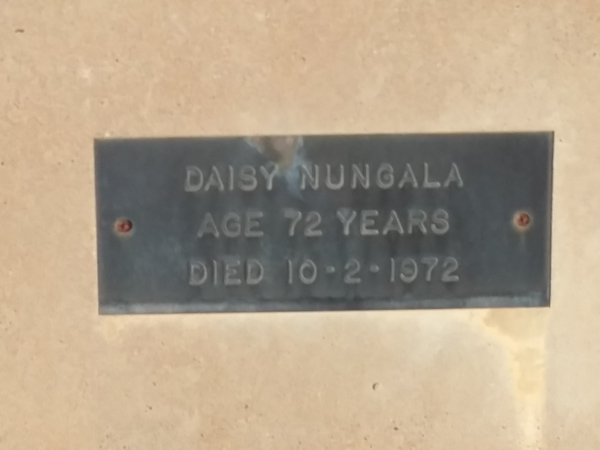 DAISY NUNGALA
AGE 72 YEARS
DIED 10-2-1972